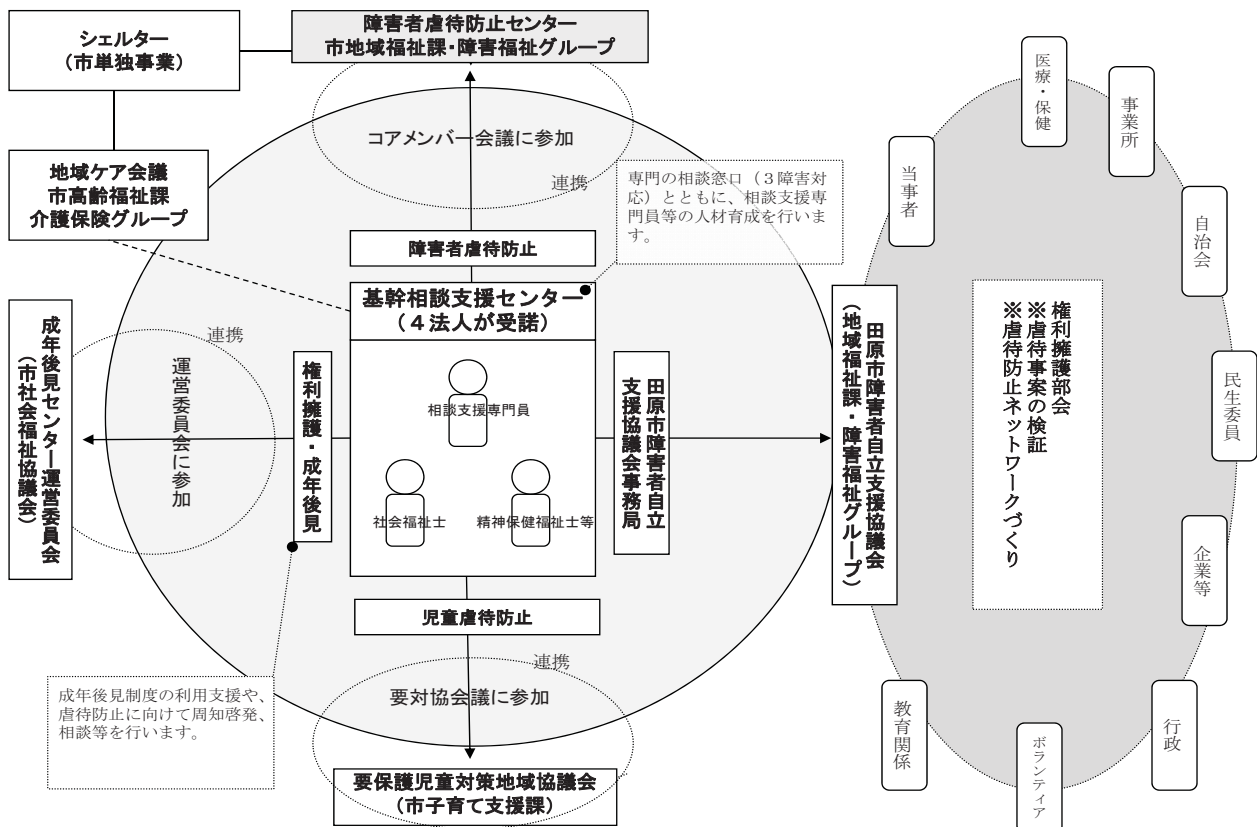 シェルター
（市単独事業）
障害者虐待防止センター
市地域福祉課・障害福祉グループ
地域ケア会議
市高齢福祉課
介護保険グループ
コアメンバー会議に参加
連携
専門の相談窓口（３障害対
応）とともに、相談支援専
門員等の人材育成を行いま
す。
障害者虐待防止
基幹相談支援センター
（４法人が受諾）
相談支援専門員
社会福祉士
精神保健福祉士等
成年後見センター運営委員会
（市社会福祉協議会）
連携
運営委員会に参加
権利擁護・成年後見
田原市障害者自立
支援協議会事務局
田原市障害者自立支援協議会
（地域福祉課・障害福祉グループ）
児童虐待防止
連携
要対協会議に参加
要保護児童対策地域協議会
（市子育て支援課）
成年後見制度の利用支援や、
虐待防止に向けて周知啓発、
相談等を行います。
権利擁護部会
※虐待事案の検証
※虐待防止ネットワークづくり
当事者
医療・保健
事業所
自治会
民生委員
企業等
行政
ボランティア
教育関係